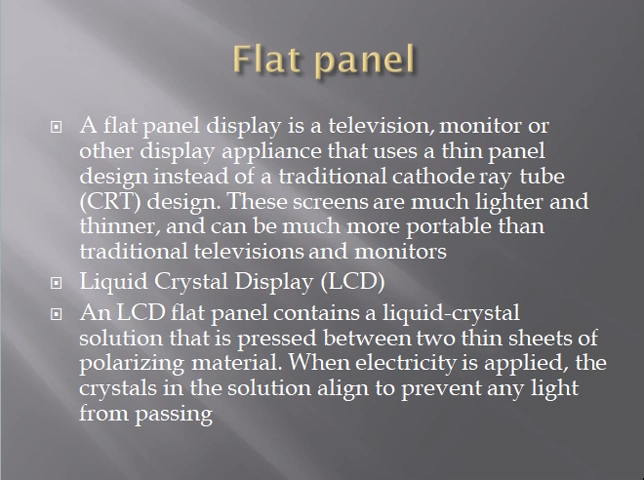 Flat panel
A flat panel display is a television, monitor or
other display appliance that uses a thin panel
design instead of a traditional cathode ray tube
(CRT) design. These screens are much lighter and
thinner, and can be much more portable than
traditional televisions and monitors
Liquid Crystal Display (LCD)
An LCD flat panel contains a liquid-crystal
solution that is pressed between two thin sheets of
polarizing material. When electricity is applied, the
crystals in the solution align to prevent any light
from passing